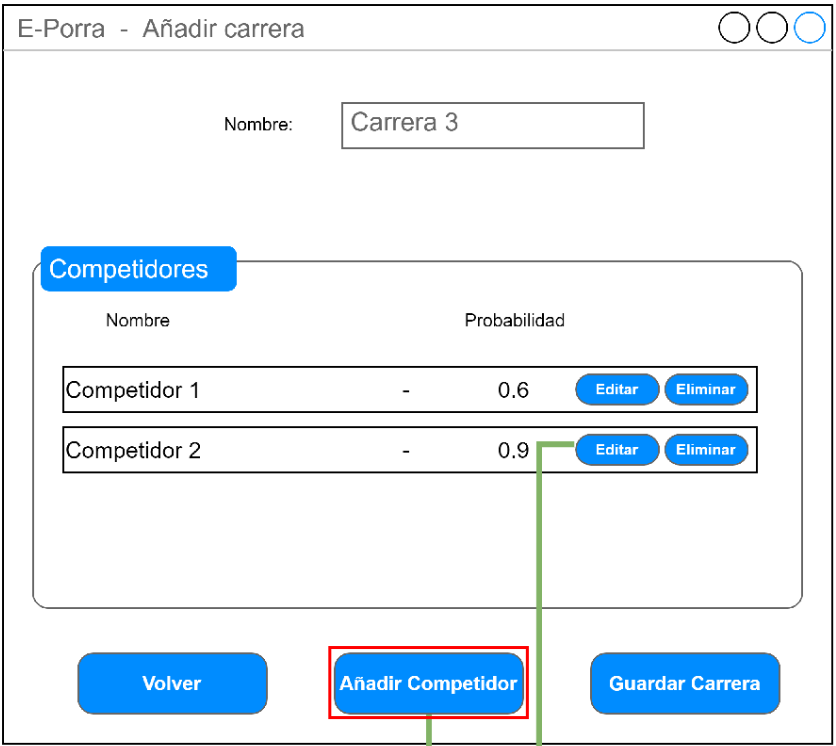 E-Porra - Añadir carrera
Nombre: Carrera 3
Competidores
Nombre Probabilidad
Competidor 1 - 0.6 Editar Eliminar
Competidor 2 - 0.9 Editar Eliminar
Volver Añadir Competidor Guardar Carrera